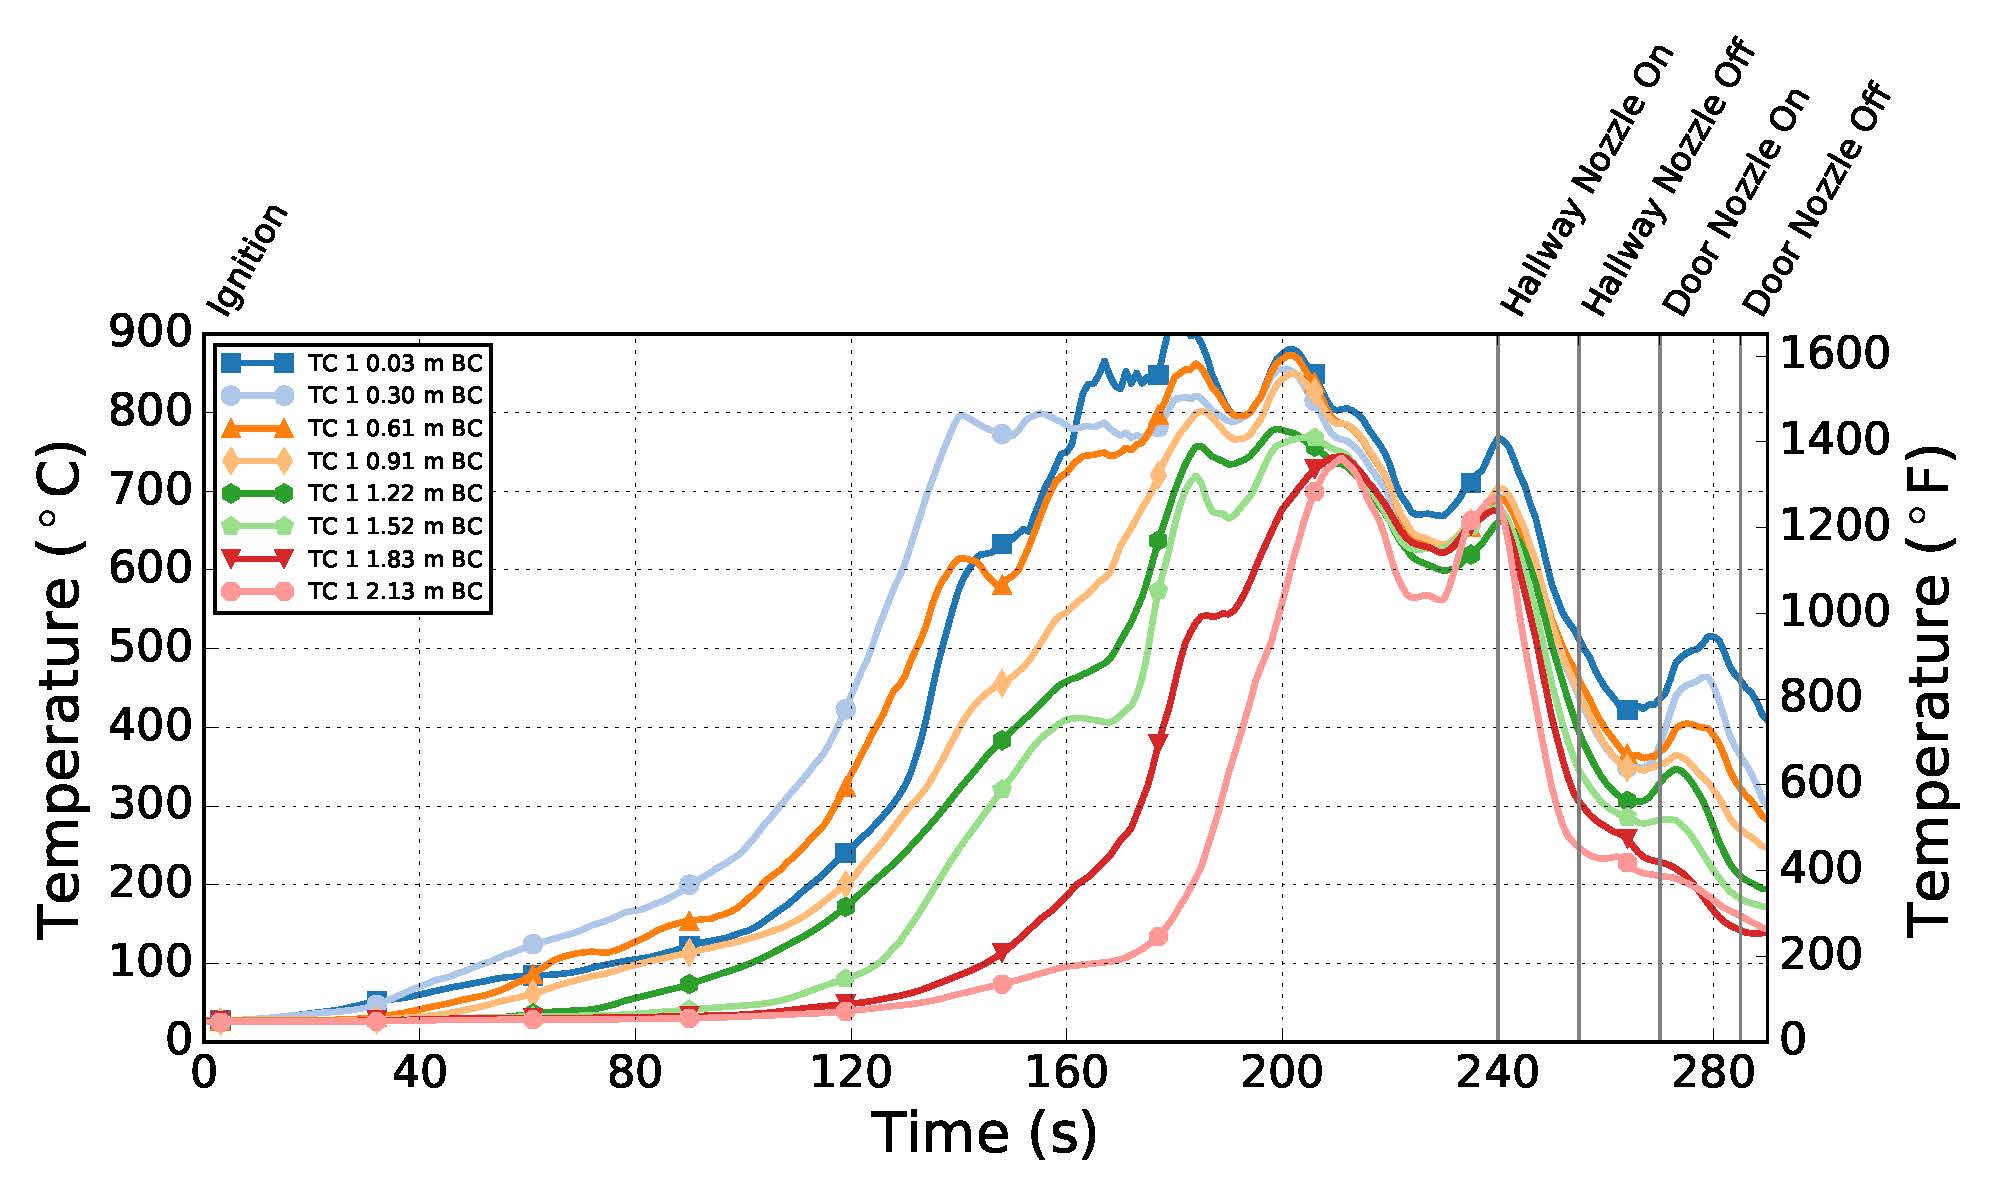 Ignition
Hallway Nozzle On
Hallway Nozzle Off
Door Nozzle On
Door Nozzle Off
900
800
700
600
500
400
300
200
100
0
Temperature (°C)
TC 1 0.03 m BC
TC 1 0.30 m BC
TC 1 0.61 m BC
TC 1 0.91 m BC
TC 1 1.22 m BC
TC 1 1.52 m BC
TC 1 1.83 m BC
TC 1 2.13 m BC
1600
1400
1200
1000
800
600
400
200
0
Temperature (°F)
0 40 80 120 160 200 240 280
Time (s)